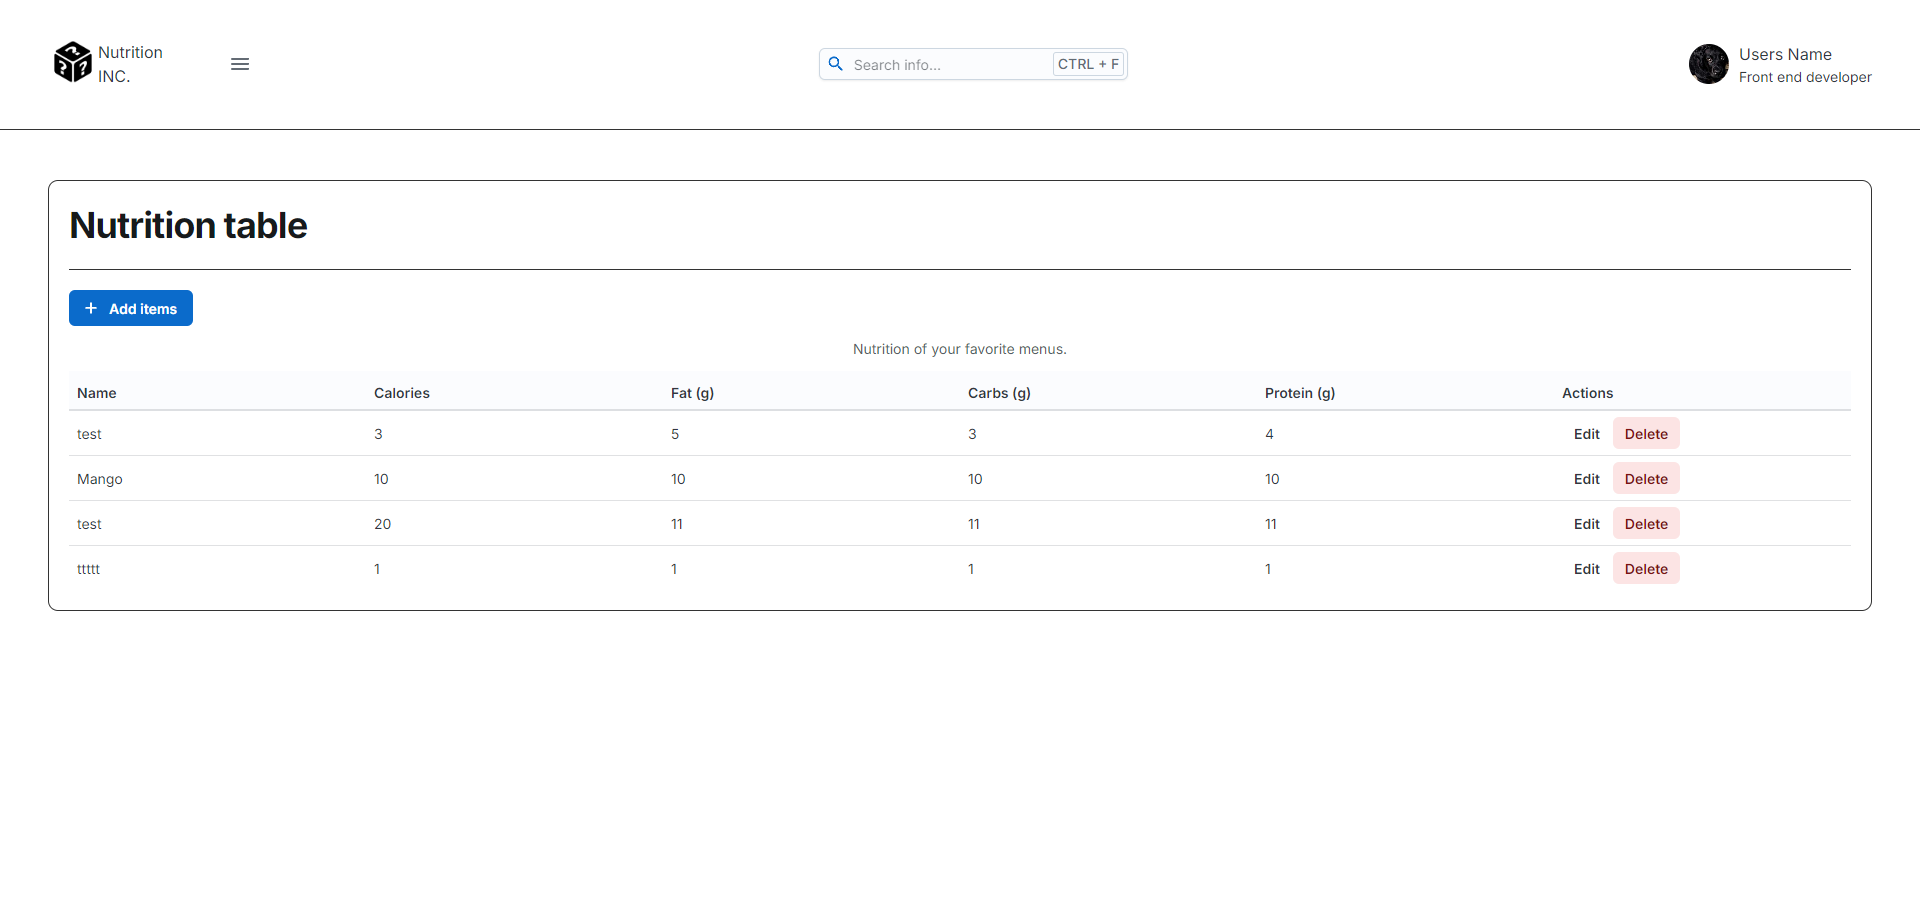 Nutrition
INC.
Search info...
CTRL + F
Users Name
Front end developer
Nutrition table
+ Add items
Nutrition of your favorite menus.
Name Calories Fat (g) Carbs (g) Protein (g) Actions
test 3 5 3 4 Edit Delete
Mango 10 10 10 10 Edit Delete
test 20 11 11 11 Edit Delete
ttttt 1 1 1 1 Edit Delete